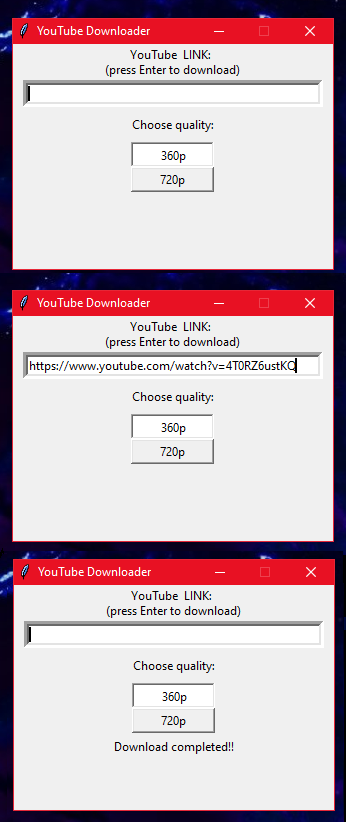 YouTube Downloader
YouTube  LINK:
(press Enter to download)
Choose quality:
360p
720p
YouTube Downloader
YouTube  LINK:
(press Enter to download)
https://www.youtube.com/watch?v=4T0RZ6ustKQ
Choose quality:
360p
720p
YouTube Downloader
YouTube  LINK:
(press Enter to download)
Choose quality:
360p
720p
Download completed!!